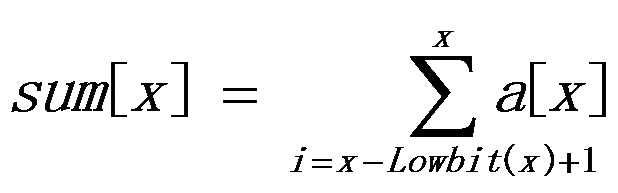 x
sum[x] = ∑ a[x]
i=x-Lowbit(x)+1